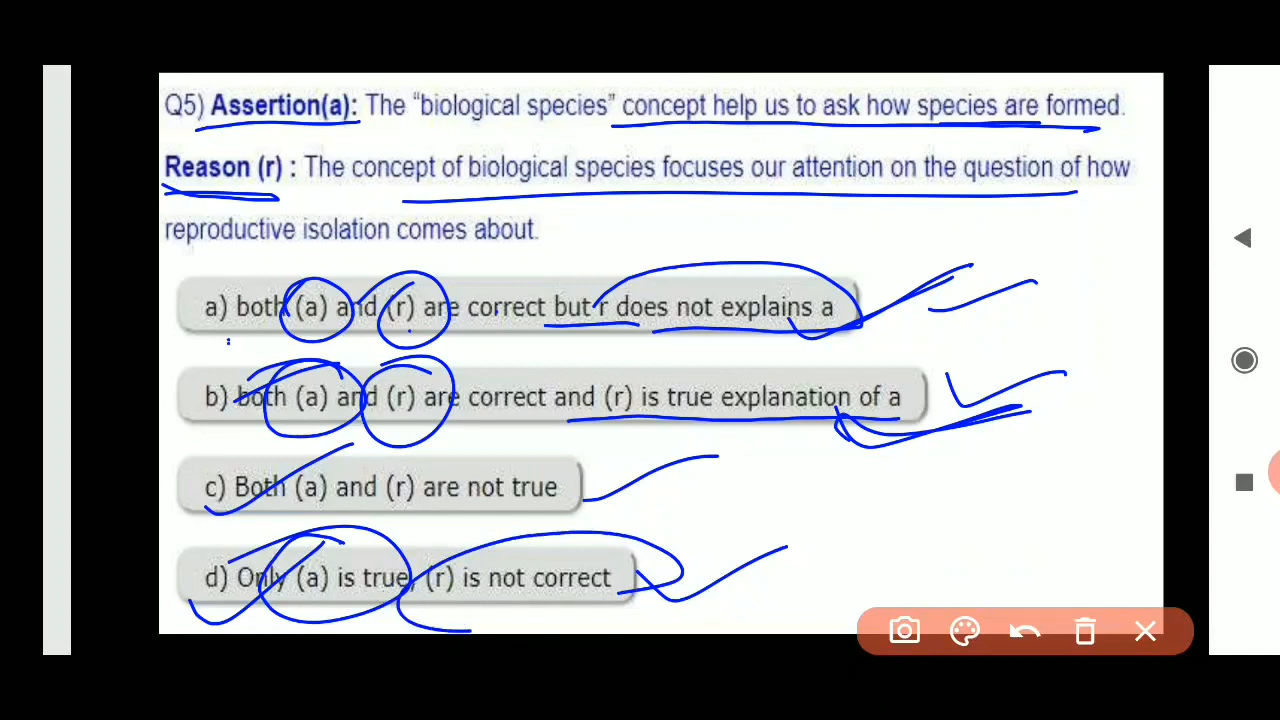 Q5) Assertion(a): The “biological species” concept help us to ask how species are formed.
Reason (r) : The concept of biological species focuses our attention on the question of how
reproductive isolation comes about.
a) both (a) and (r) are correct but r does not explains a
b) both (a) and (r) are correct and (r) is true explanation of a
c) Both (a) and (r) are not true
d) Only (a) is true, (r) is not correct